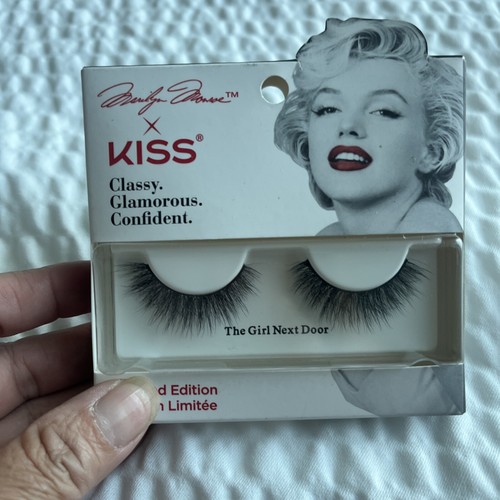 Marilyn Monroe™
×
KISS®
Classy.
Glamorous.
Confident.
The Girl Next Door
Edition
Limitée